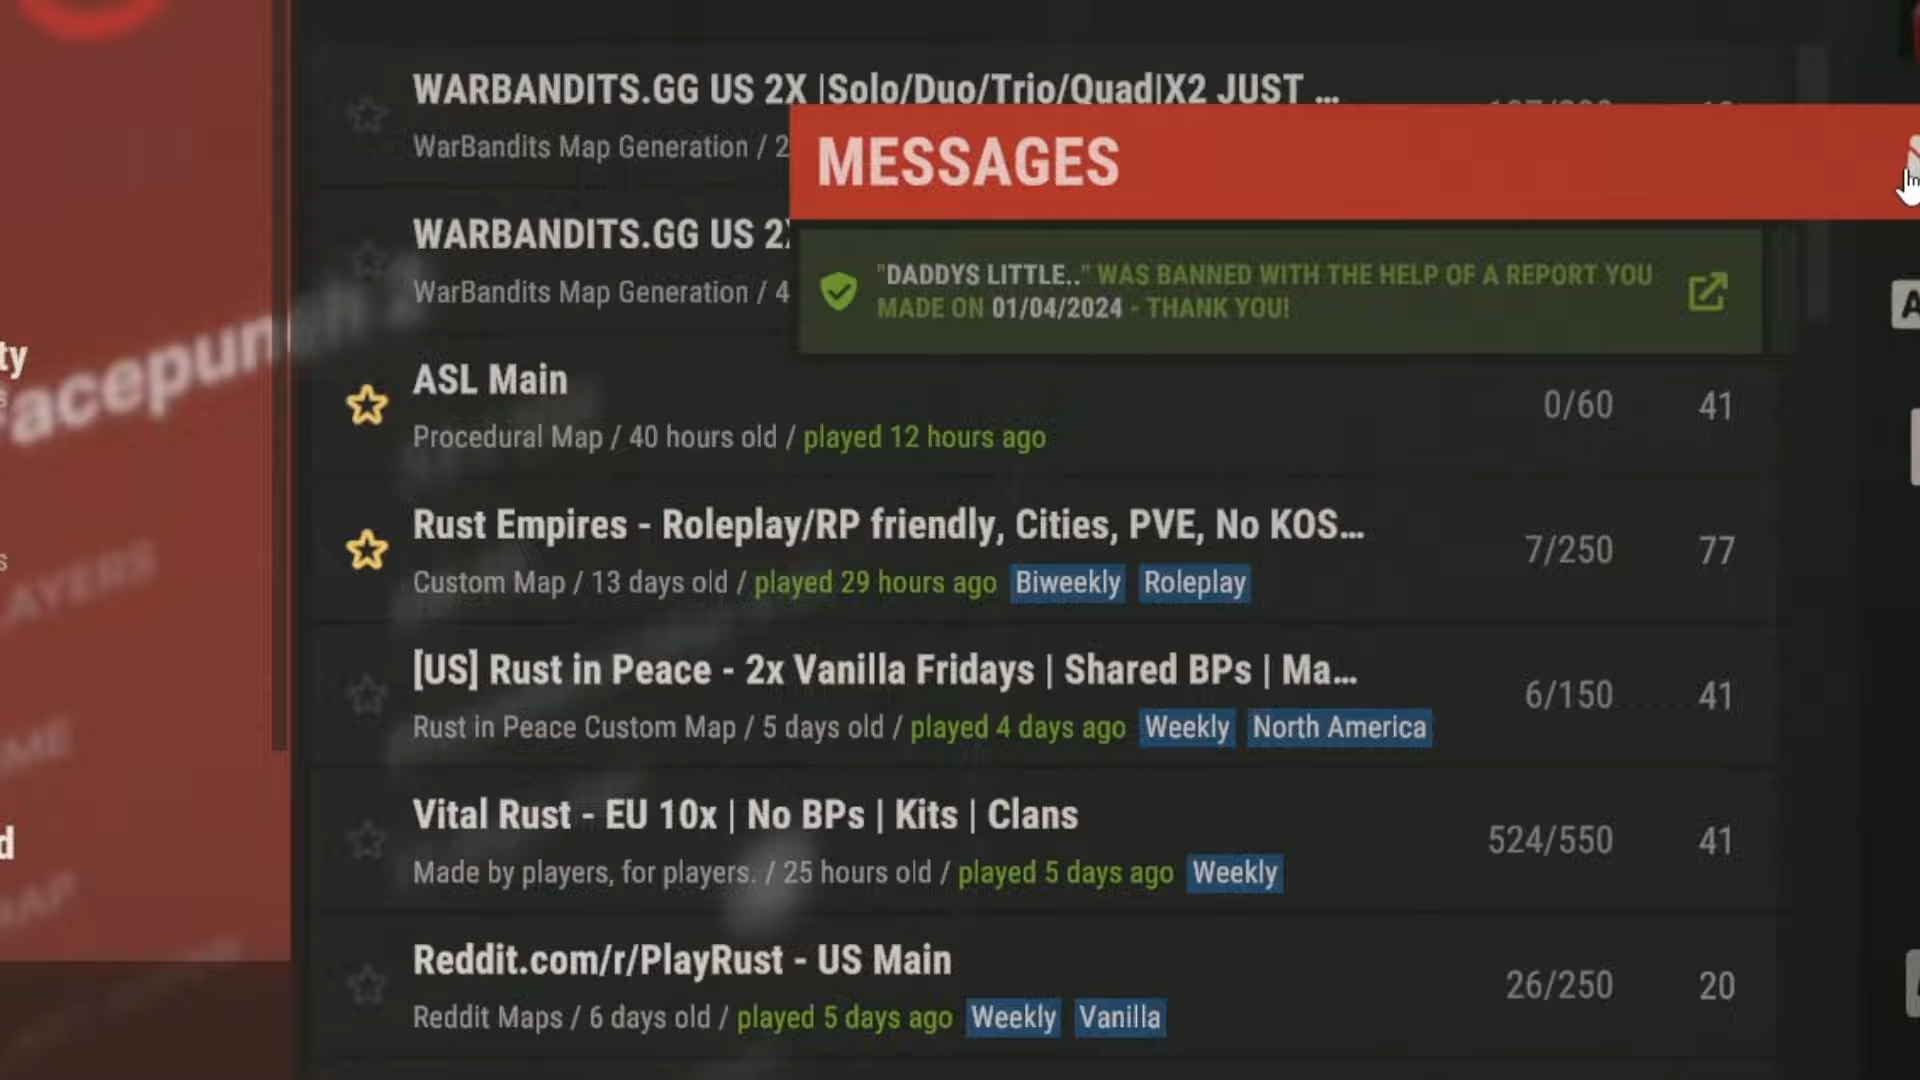 WARBANDITS.GG US 2X |Solo/Duo/Trio/Quad|X2 JUST ...
WarBandits Map Generation / 2
MESSAGES
WARBANDITS.GG US 2X
WarBandits Map Generation / 4
"DADDYS LITTLE.." WAS BANNED WITH THE HELP OF A REPORT YOU
MADE ON 01/04/2024 - THANK YOU!
ty
acepunch 2
ASL Main
0/60 41
Procedural Map / 40 hours old / played 12 hours ago
Rust Empires - Roleplay/RP friendly, Cities, PVE, No KOS...
7/250 77
Custom Map / 13 days old / played 29 hours ago Biweekly Roleplay
LAYERS
[US] Rust in Peace - 2x Vanilla Fridays | Shared BPs | Ma...
6/150 41
Rust in Peace Custom Map / 5 days old / played 4 days ago Weekly North America
Vital Rust - EU 10x | No BPs | Kits | Clans
524/550 41
Made by players, for players. / 25 hours old / played 5 days ago Weekly
Reddit.com/r/PlayRust - US Main
26/250 20
Reddit Maps / 6 days old / played 5 days ago Weekly Vanilla